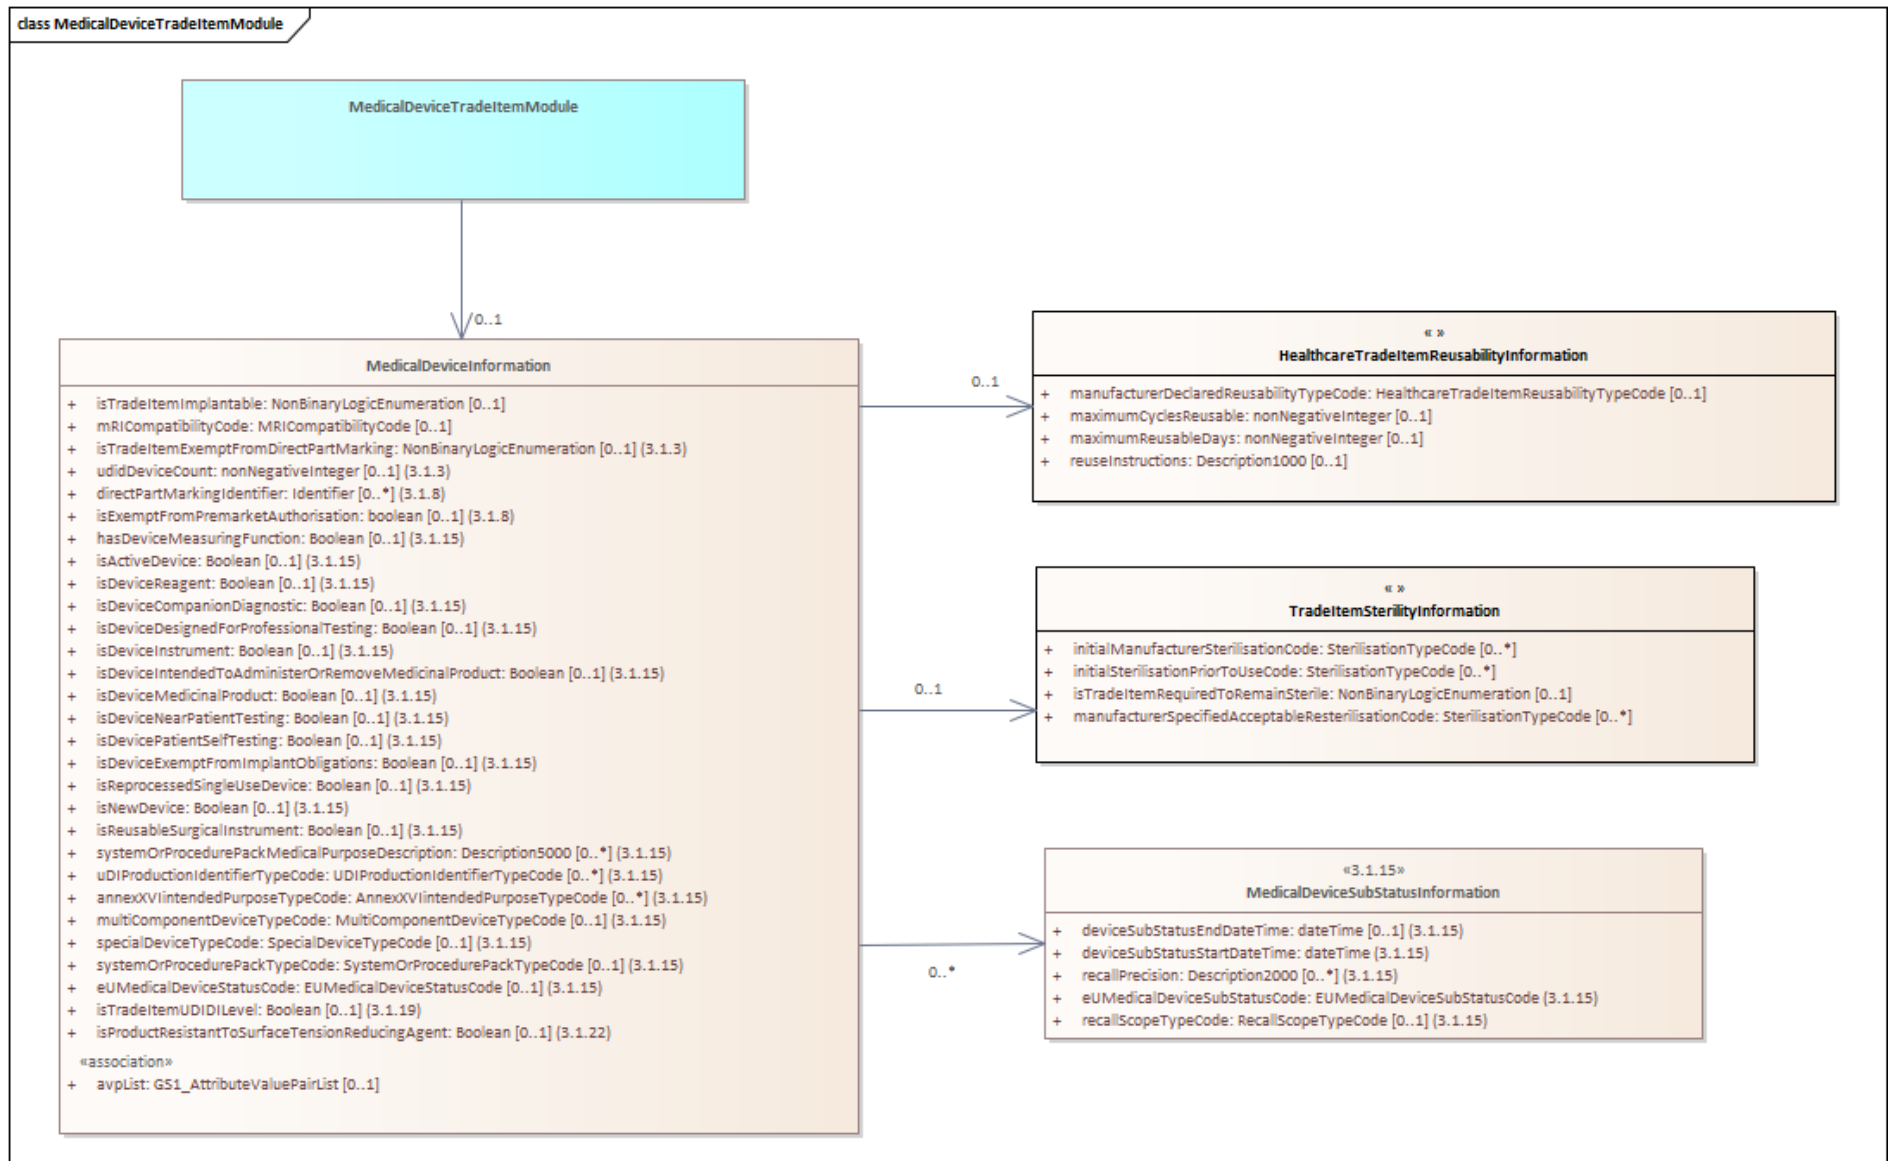 class MedicalDeviceTradeItemModule
MedicalDeviceTradeItemModule
0..1
MedicalDeviceInformation
+ isTradeItemImplantable: NonBinaryLogicEnumeration [0..1]
+ mRICompatibilityCode: MRICompatibilityCode [0..1]
+ isTradeItemExemptFromDirectPartMarking: NonBinaryLogicEnumeration [0..1] (3.1.3)
+ udidDeviceCount: nonNegativeInteger [0..1] (3.1.3)
+ directPartMarkingIdentifier: Identifier [0..*] (3.1.8)
+ isExemptFromPremarketAuthorisation: boolean [0..1] (3.1.8)
+ hasDeviceMeasuringFunction: Boolean [0..1] (3.1.15)
+ isActiveDevice: Boolean [0..1] (3.1.15)
+ isDeviceReagent: Boolean [0..1] (3.1.15)
+ isDeviceCompanionDiagnostic: Boolean [0..1] (3.1.15)
+ isDeviceDesignedForProfessionalTesting: Boolean [0..1] (3.1.15)
+ isDeviceInstrument: Boolean [0..1] (3.1.15)
+ isDeviceIntendedToAdministerOrRemoveMedicinalProduct: Boolean [0..1] (3.1.15)
+ isDeviceMedicinalProduct: Boolean [0..1] (3.1.15)
+ isDeviceNearPatientTesting: Boolean [0..1] (3.1.15)
+ isDevicePatientSelfTesting: Boolean [0..1] (3.1.15)
+ isDeviceExemptFromImplantObligations: Boolean [0..1] (3.1.15)
+ isReprocessedSingleUseDevice: Boolean [0..1] (3.1.15)
+ isNewDevice: Boolean [0..1] (3.1.15)
+ isReusableSurgicalInstrument: Boolean [0..1] (3.1.15)
+ systemOrProcedurePackMedicalPurposeDescription: Description5000 [0..*] (3.1.15)
+ uDIProductionIdentifierTypeCode: UDIProductionIdentifierTypeCode [0..*] (3.1.15)
+ annexXVIintendedPurposeTypeCode: AnnexXVIintendedPurposeTypeCode [0..*] (3.1.15)
+ multiComponentDeviceTypeCode: MultiComponentDeviceTypeCode [0..1] (3.1.15)
+ specialDeviceTypeCode: SpecialDeviceTypeCode [0..1] (3.1.15)
+ systemOrProcedurePackTypeCode: SystemOrProcedurePackTypeCode [0..1] (3.1.15)
+ eUMedicalDeviceStatusCode: EUMedicalDeviceStatusCode [0..1] (3.1.15)
+ isTradeItemUDIDILevel: Boolean [0..1] (3.1.19)
+ isProductResistantToSurfaceTensionReducingAgent: Boolean [0..1] (3.1.22)
«association»
+ avpList: GS1_AttributeValuePairList [0..1]
0..1
« »
HealthcareTradeItemReusabilityInformation
+ manufacturerDeclaredReusabilityTypeCode: HealthcareTradeItemReusabilityTypeCode [0..1]
+ maximumCyclesReusable: nonNegativeInteger [0..1]
+ maximumReusableDays: nonNegativeInteger [0..1]
+ reuseInstructions: Description1000 [0..1]
0..1
« »
TradeItemSterilityInformation
+ initialManufacturerSterilisationCode: SterilisationTypeCode [0..*]
+ initialSterilisationPriorToUseCode: SterilisationTypeCode [0..*]
+ isTradeItemRequiredToRemainSterile: NonBinaryLogicEnumeration [0..1]
+ manufacturerSpecifiedAcceptableResterilisationCode: SterilisationTypeCode [0..*]
0..*
«3.1.15»
MedicalDeviceSubStatusInformation
+ deviceSubStatusEndDateTime: dateTime [0..1] (3.1.15)
+ deviceSubStatusStartDateTime: dateTime (3.1.15)
+ recallPrecision: Description2000 [0..*] (3.1.15)
+ eUMedicalDeviceSubStatusCode: EUMedicalDeviceSubStatusCode (3.1.15)
+ recallScopeTypeCode: RecallScopeTypeCode [0..1] (3.1.15)